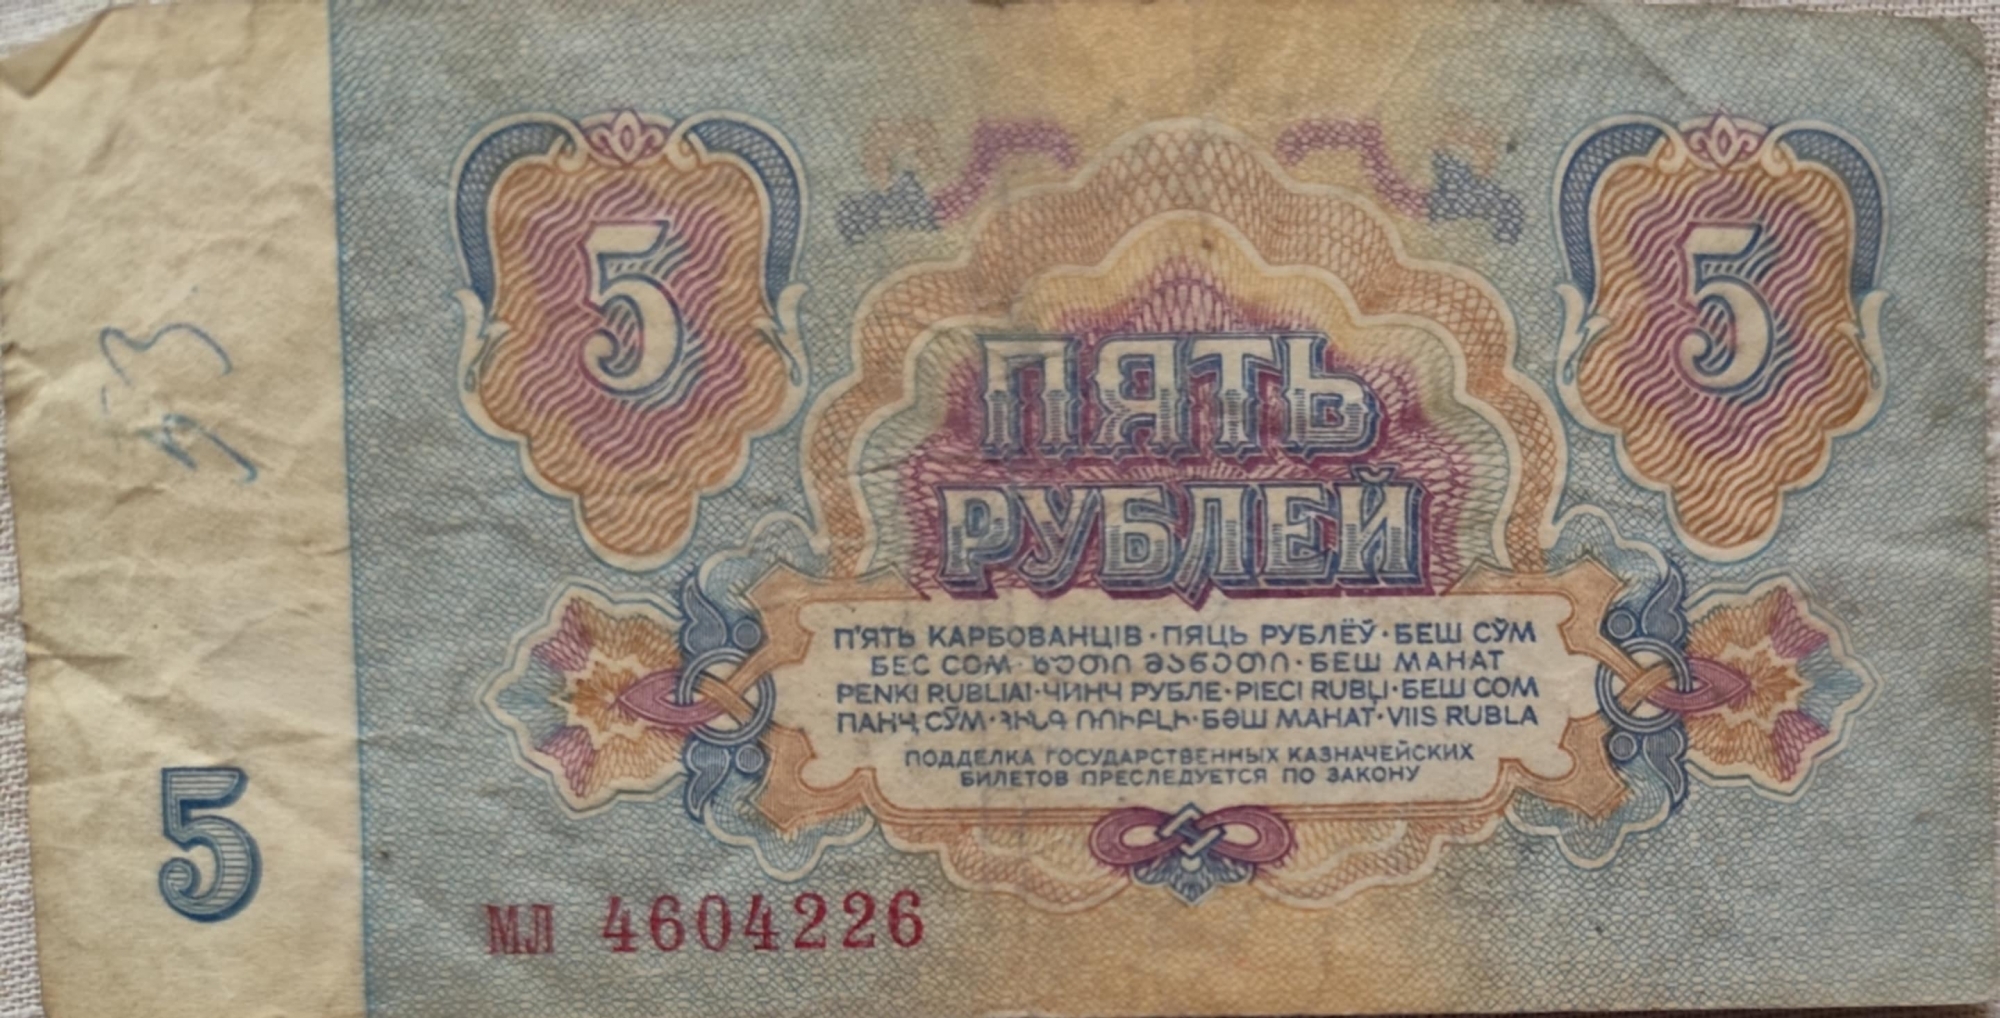 5
5
ПЯТЬ
РУБЛЕЙ
П'ЯТЬ КАРБОВАНЦІВ · ПЯЦЬ РУБЛЁЎ · БЕШ СЎМ
БЕС СОМ · ᲮᲣᲗᲘ ᲛᲐᲜᲔᲗᲘ · БЕШ МАНАТ
PENKI RUBLIAI · ЧИНЧ РУБЛЕ · PIECI RUBĻI · БЕШ СОМ
ПАНҶ СЎМ · ՀԻՆԳ ՌՈՒԲԼԻ · БӘШ МАНАТ · VIIS RUBLA
ПОДДЕЛКА ГОСУДАРСТВЕННЫХ КАЗНАЧЕЙСКИХ
БИЛЕТОВ ПРЕСЛЕДУЕТСЯ ПО ЗАКОНУ
5
мл 4604226